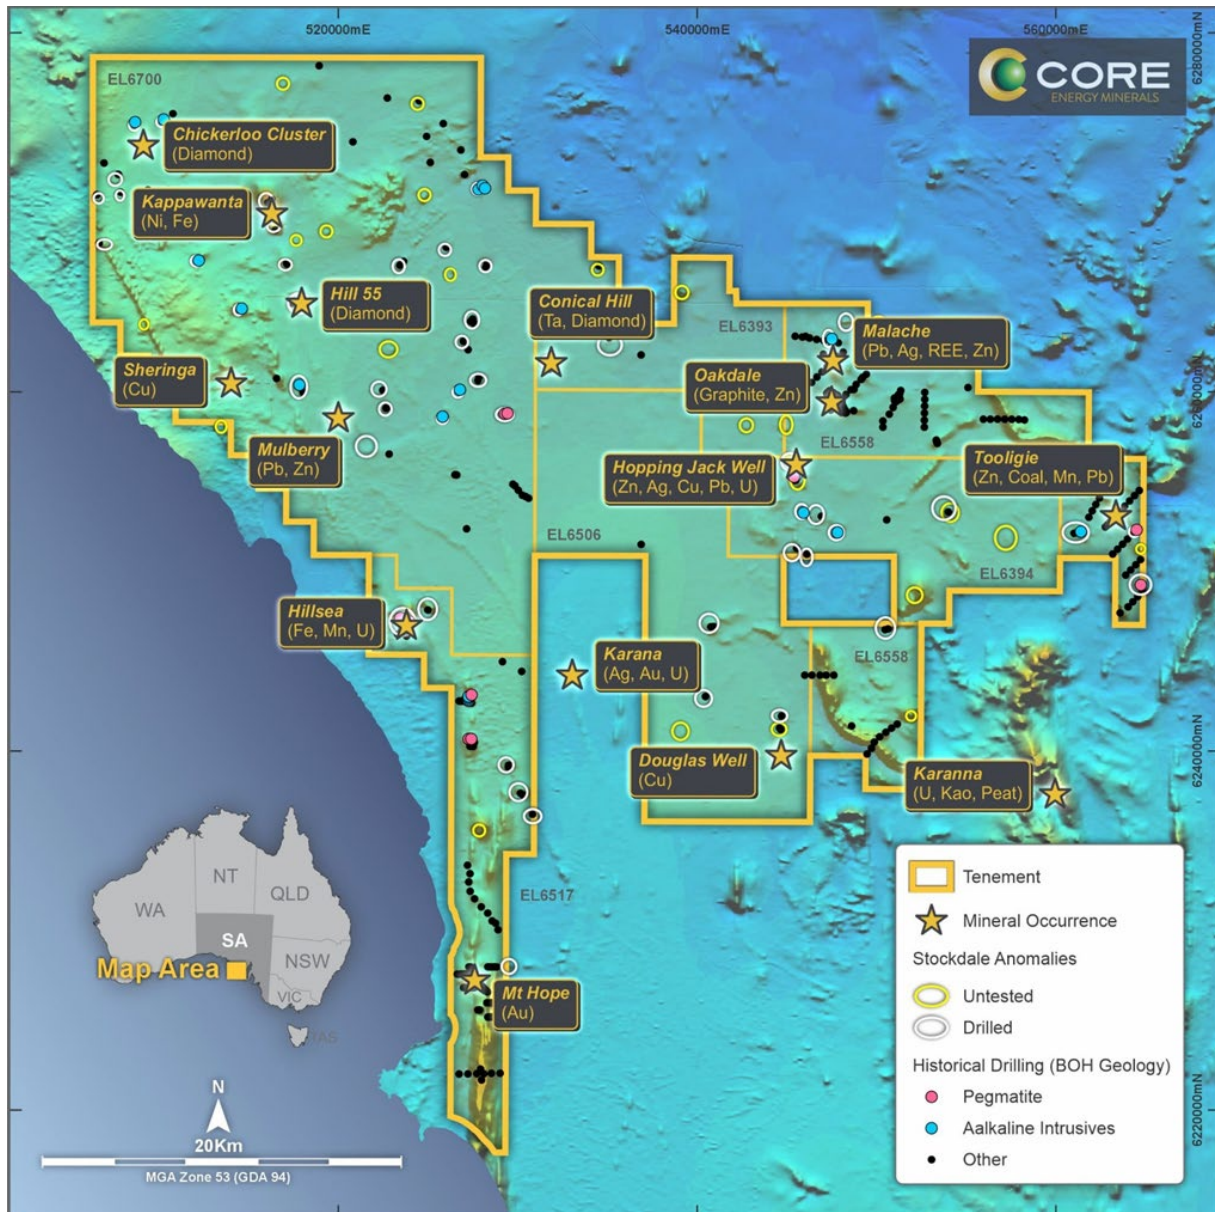 520000mE
540000mE
560000mE
6280000mN
EL6700
CORE
ENERGY MINERALS
Chickerloo Cluster
(Diamond)
Kappawanta
(Ni, Fe)
Hill 55
(Diamond)
Conical Hill
(Ta, Diamond)
EL6393
Malache
(Pb, Ag, REE, Zn)
Sheringa
(Cu)
Oakdale
(Graphite, Zn)
6260000mN
EL6558
Mulberry
(Pb, Zn)
Hopping Jack Well
(Zn, Ag, Cu, Pb, U)
Tooligie
(Zn, Coal, Mn, Pb)
EL6506
EL6394
Hillsea
(Fe, Mn, U)
Karana
(Ag, Au, U)
EL6558
Douglas Well
(Cu)
Karanna
(U, Kao, Peat)
6240000mN
EL6517
Mt Hope
(Au)
WA
NT
QLD
SA
NSW
VIC
TAS
Map Area
N
20Km
MGA Zone 53 (GDA 94)
Tenement
Mineral Occurrence
Stockdale Anomalies
Untested
Drilled
Historical Drilling (BOH Geology)
Pegmatite
Aalkaline Intrusives
Other
6220000mN